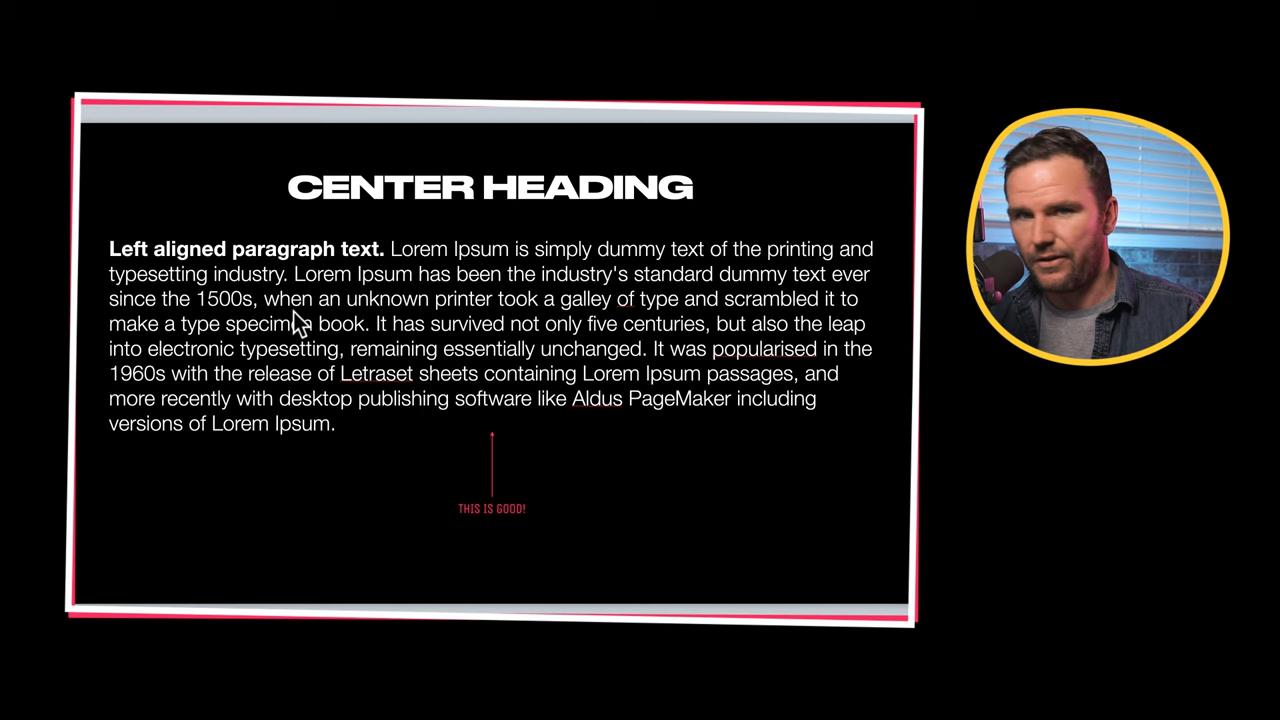 CENTER HEADING
Left aligned paragraph text. Lorem Ipsum is simply dummy text of the printing and
typesetting industry. Lorem Ipsum has been the industry's standard dummy text ever
since the 1500s, when an unknown printer took a galley of type and scrambled it to
make a type specimen book. It has survived not only five centuries, but also the leap
into electronic typesetting, remaining essentially unchanged. It was popularised in the
1960s with the release of Letraset sheets containing Lorem Ipsum passages, and
more recently with desktop publishing software like Aldus PageMaker including
versions of Lorem Ipsum.
THIS IS GOOD!